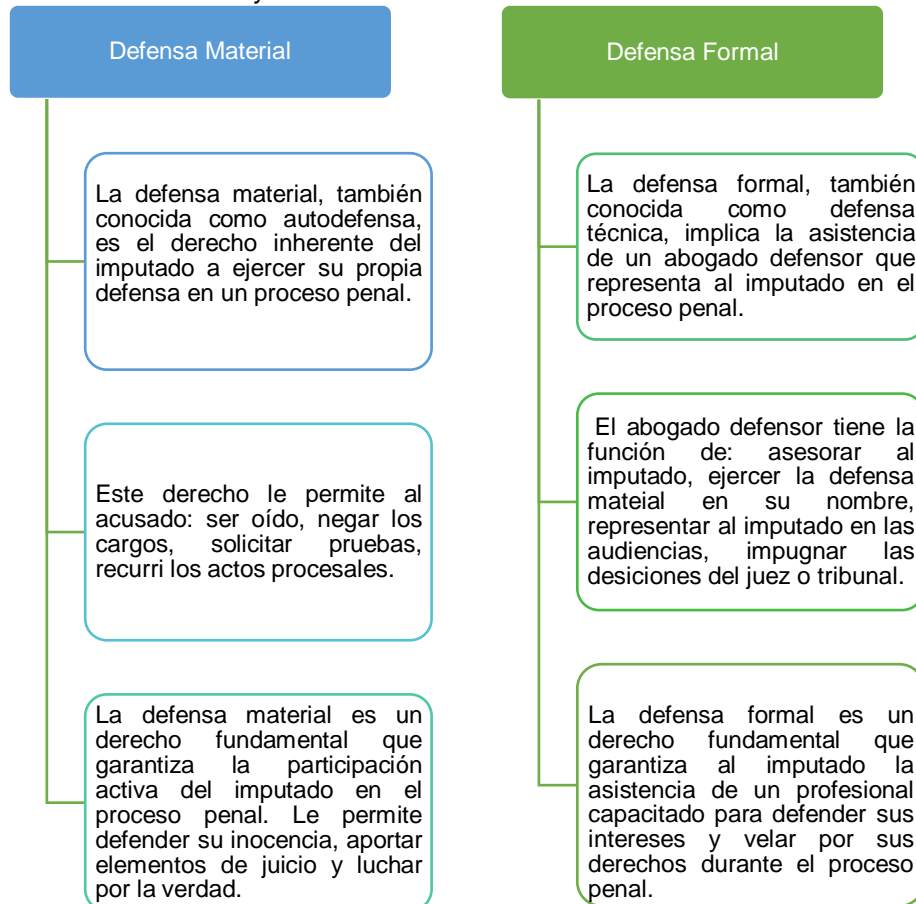 y
Defensa Material
La defensa material, también
conocida como autodefensa,
es el derecho inherente del
imputado a ejercer su propia
defensa en un proceso penal.
Este derecho le permite al
acusado: ser oído, negar los
cargos, solicitar pruebas,
recurri los actos procesales.
La defensa material es un
derecho fundamental que
garantiza la participación
activa del imputado en el
proceso penal. Le permite
defender su inocencia, aportar
elementos de juicio y luchar
por la verdad.
Defensa Formal
La defensa formal, también
conocida como defensa
técnica, implica la asistencia
de un abogado defensor que
representa al imputado en el
proceso penal.
El abogado defensor tiene la
función de: asesorar al
imputado, ejercer la defensa
mateial en su nombre,
representar al imputado en las
audiencias, impugnar las
desiciones del juez o tribunal.
La defensa formal es un
derecho fundamental que
garantiza al imputado la
asistencia de un profesional
capacitado para defender sus
intereses y velar por sus
derechos durante el proceso
penal.